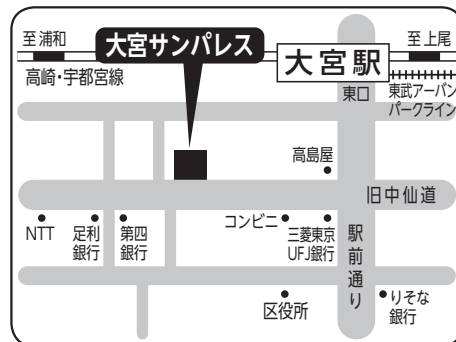 至浦和
大宮サンパレス
大宮駅
至上尾
高崎・宇都宮線
東口
東武アーバン
パークライン
高島屋
旧中仙道
NTT
足利
銀行
第四
銀行
コンビニ
三菱東京
UFJ銀行
駅前通り
区役所
りそな
銀行